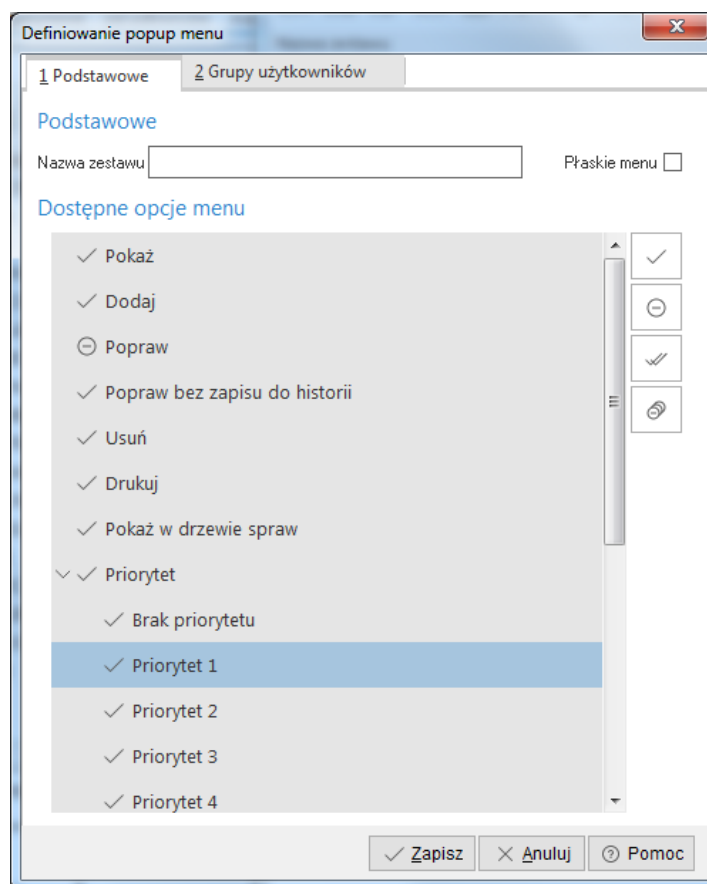 Definiowanie popup menu
1 Podstawowe 2 Grupy użytkowników
Podstawowe
Nazwa zestawu Płaskie menu
Dostępne opcje menu
Pokaż
Dodaj
Popraw
Popraw bez zapisu do historii
Usuń
Drukuj
Pokaż w drzewie spraw
Priorytet
Brak priorytetu
Priorytet 1
Priorytet 2
Priorytet 3
Priorytet 4
Zapisz Anuluj Pomoc